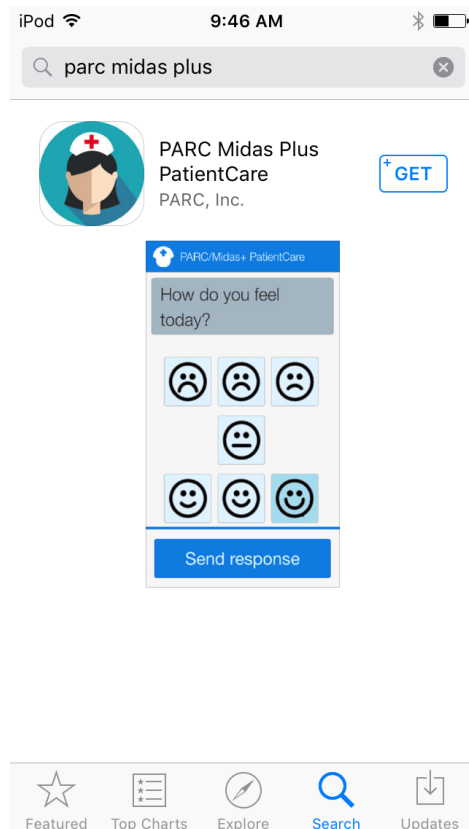 iPod 9:46 AM
parc midas plus
PARC Midas Plus
PatientCare
PARC, Inc.
+ GET
PARC/Midas+ PatientCare
How do you feel
today?
Send response
Featured Top Charts Explore Search Updates